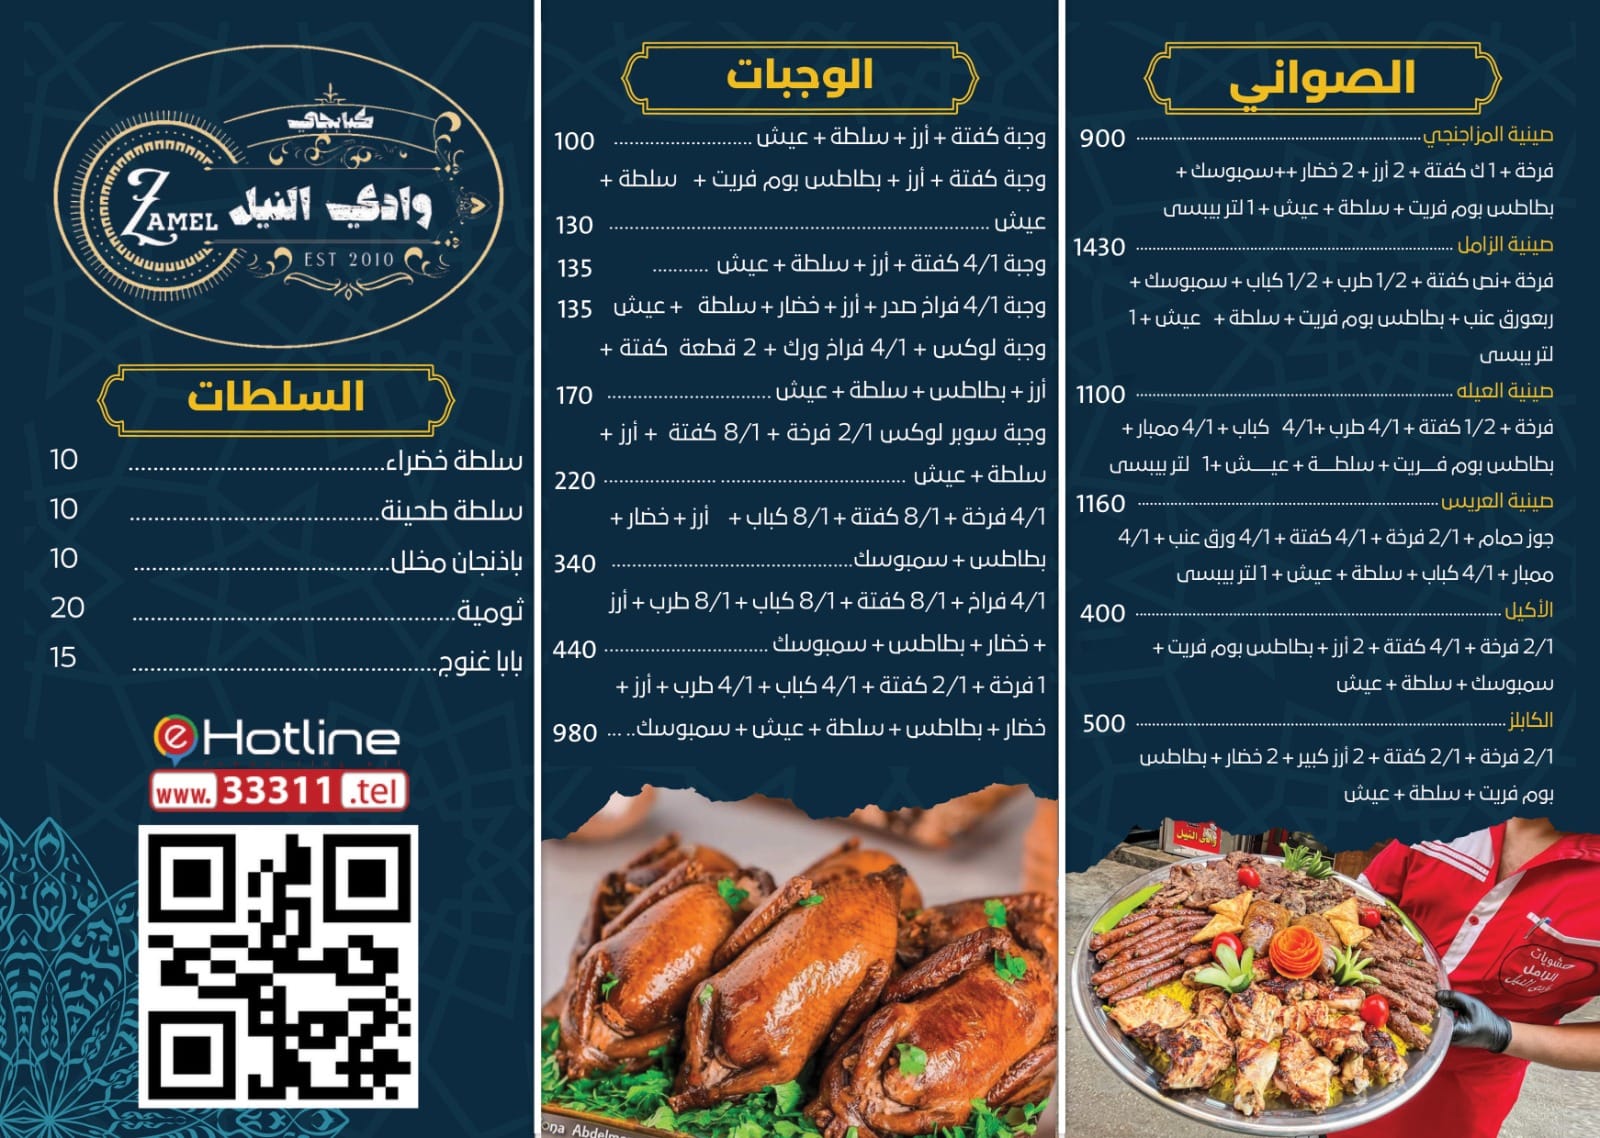 كبابجي
وادي النيل
ZAMEL
EST 2010
السلطات
سلطة خضراء........................................ 10
سلطة طحينة........................................ 10
باذنجان مخلل........................................ 10
ثومية........................................ 20
بابا غنوج........................................ 15
eHotline
www. 33311 .tel
الوجبات
وجبة كفتة + أرز + سلطة + عيش ........................... 100
وجبة كفتة + أرز + بطاطس بوم فريت + سلطة +
عيش ........................................ 130
وجبة 4/1 كفتة + أرز + سلطة + عيش ........... 135
وجبة 4/1 فراخ صدر + أرز + خضار + سلطة + عيش 135
وجبة لوكس + 4/1 فراخ ورك + 2 قطعة كفتة +
أرز + بطاطس + سلطة + عيش ................................ 170
وجبة سوبر لوكس 2/1 فرخة + 8/1 كفتة + أرز +
سلطة + عيش ........................................ 220
4/1 فرخة + 8/1 كفتة + 8/1 كباب + أرز + خضار +
بطاطس + سمبوسك........................................ 340
4/1 فراخ + 8/1 كفتة + 8/1 كباب + 8/1 طرب + أرز
+ خضار + بطاطس + سمبوسك ................................ 440
1 فرخة + 2/1 كفتة + 4/1 كباب + 4/1 طرب + أرز +
خضار + بطاطس + سلطة + عيش + سمبوسك.. ... 980
الصواني
صينية المزاجنجي........................................ 900
فرخة + 1 ك كفتة + 2 أرز + 2 خضار ++سمبوسك +
بطاطس بوم فريت + سلطة + عيش + 1 لتر بيبسى
صينية الزامل ........................................ 1430
فرخة +نص كفتة + 1/2 طرب + 1/2 كباب + سمبوسك +
ربعورق عنب + بطاطس بوم فريت + سلطة + عيش + 1
لتر يبسى
صينية العيله ........................................ 1100
فرخة + 1/2 كفتة + 4/1 طرب +4/1 كباب + 4/1 ممبار +
بطاطس بوم فـــريت + سلطـــة + عيـــش +1 لتر بيبسى
صينية العريس ........................................ 1160
جوز حمام + 2/1 فرخة + 4/1 كفتة + 4/1 ورق عنب + 4/1
ممبار + 4/1 كباب + سلطة + عيش + 1 لتر بيبسى
الأكيل ........................................ 400
2/1 فرخة + 4/1 كفتة + 2 أرز + بطاطس بوم فريت +
سمبوسك + سلطة + عيش
الكابلز ........................................ 500
2/1 فرخة + 2/1 كفتة + 2 أرز كبير + 2 خضار + بطاطس
بوم فريت + سلطة + عيش
وادى النيل
مشويات
الزامل
وادى النيل